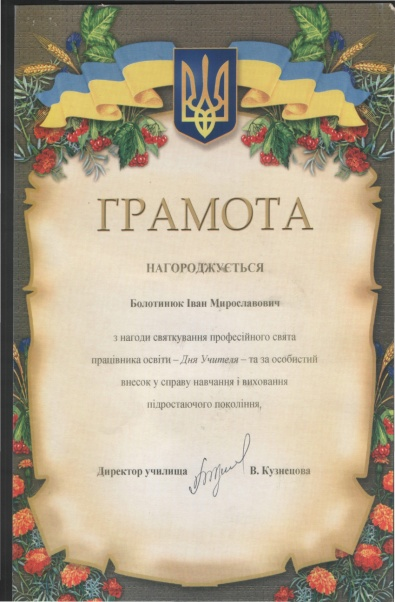 ГРАМОТА
НАГОРОДЖУЄТЬСЯ
Болотинюк Іван Мирославович
з нагоди святкування професійного свята
працівника освіти – Дня Учителя – та за особистий
внесок у справу навчання і виховання
підростаючого покоління,
Директор училища В. Кузнецова